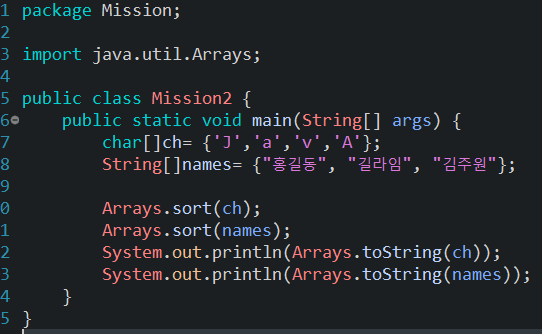 1 package Mission;
2
3 import java.util.Arrays;
4
5 public class Mission2 {
6     public static void main(String[] args) {
7         char[]ch= {'J','a','v','A'};
8         String[]names= {"홍길동", "길라임", "김주원"};
9
0         Arrays.sort(ch);
1         Arrays.sort(names);
2         System.out.println(Arrays.toString(ch));
3         System.out.println(Arrays.toString(names));
4     }
5 }